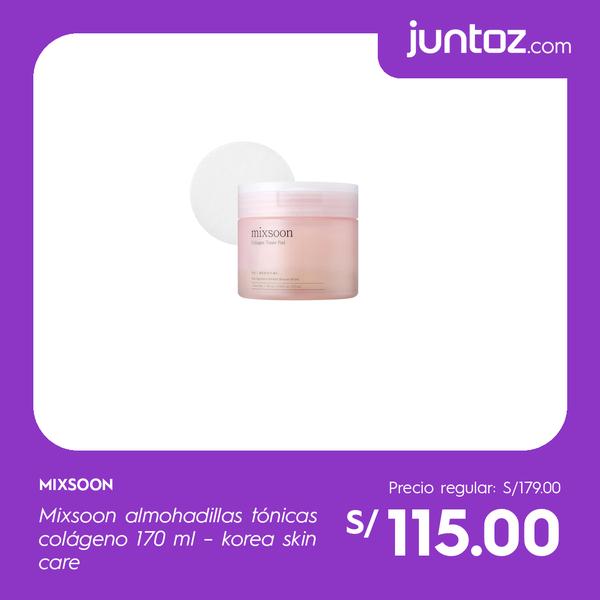 juntoz.com
mixsoon
Collagen Toner Pad
MIXSOON
Mixsoon almohadillas tónicas
colágeno 170 ml - korea skin
care
Precio regular: S/179.00
S/115.00